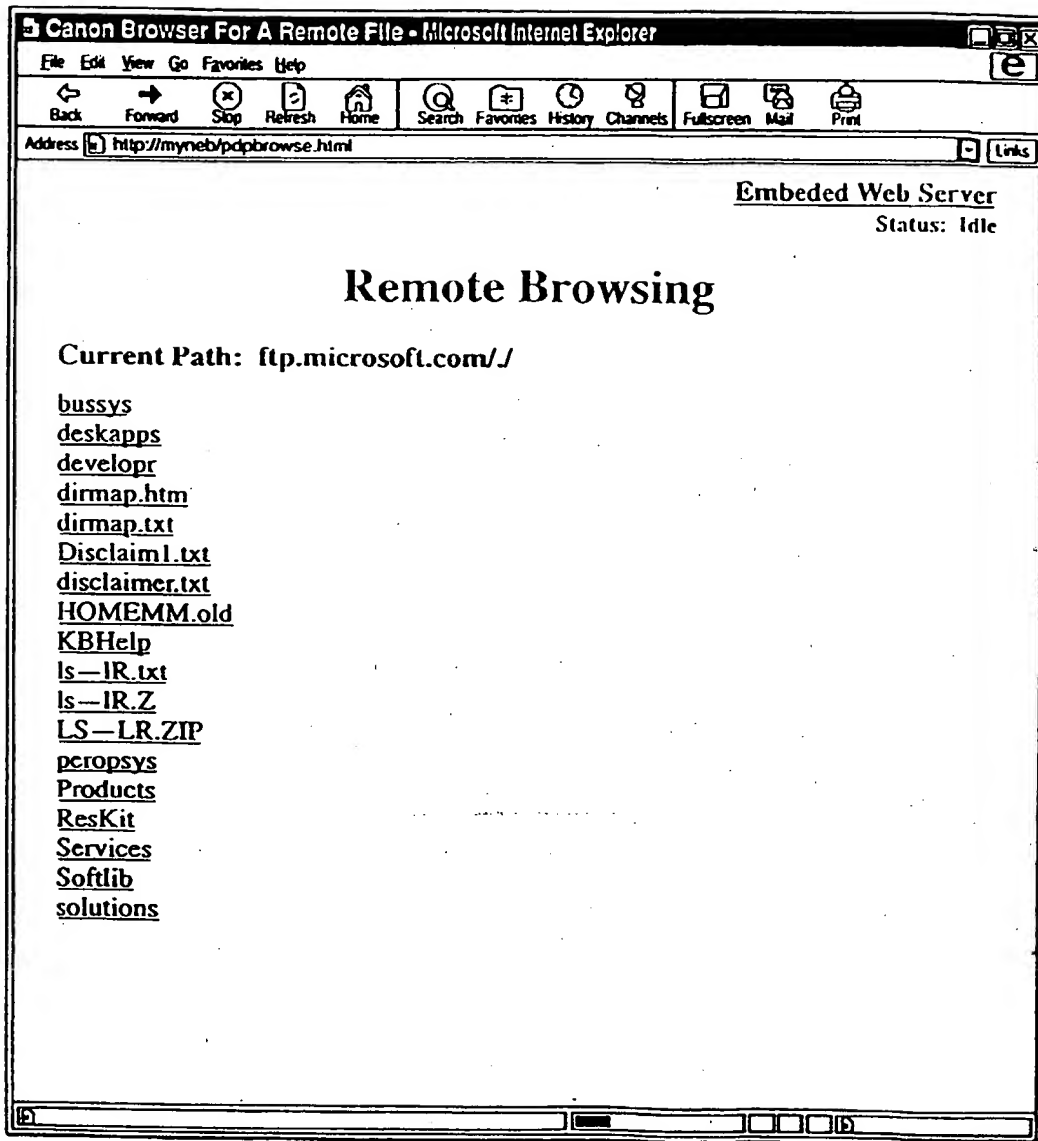 Canon Browser For A Remote File - Microsoft Internet Explorer
File Edit View Go Favorites Help
e
Back Forward Stop Refresh Home Search Favorites History Channels Fullscreen Mail Print
Address http://myneb/pdpbrowse.html Links
Embeded Web Server
Status: Idle
Remote Browsing
Current Path: ftp.microsoft.com/./
bussys
deskapps
developr
dirmap.htm
dirmap.txt
Disclaim1.txt
disclaimer.txt
HOMEMM.old
KBHelp
ls—lR.txt
ls—lR.Z
LS—LR.ZIP
peropsys
Products
ResKit
Services
Softlib
solutions